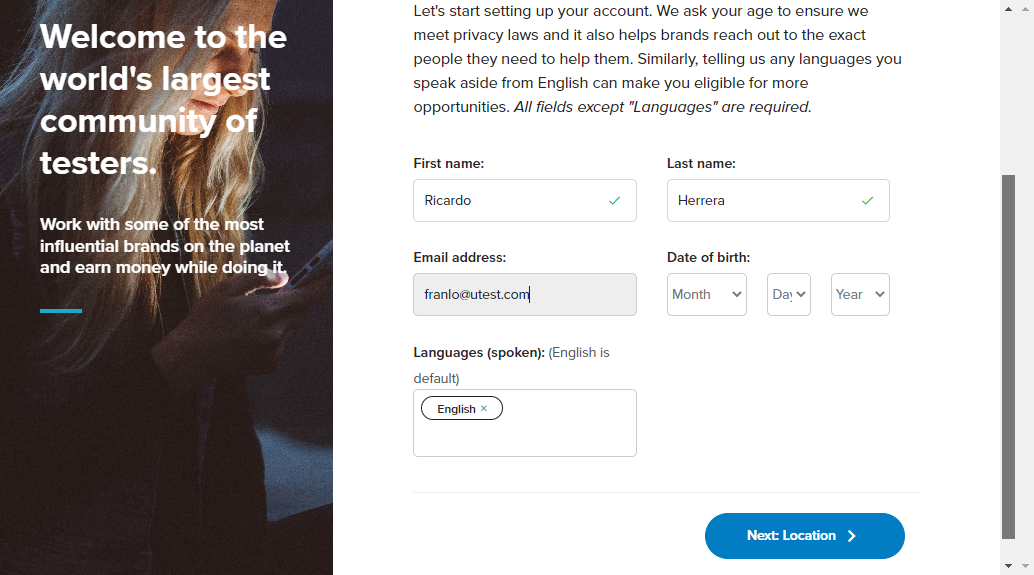 Welcome to the
world's largest
community of
testers.
Work with some of the most
influential brands on the planet
and earn money while doing it.
Let's start setting up your account. We ask your age to ensure we
meet privacy laws and it also helps brands reach out to the exact
people they need to help them. Similarly, telling us any languages you
speak aside from English can make you eligible for more
opportunities. All fields except "Languages" are required.
First name:
Last name:
Ricardo
Herrera
Email address:
Date of birth:
franlo@utest.com
Month
Day
Year
Languages (spoken): (English is
default)
English ×
Next: Location